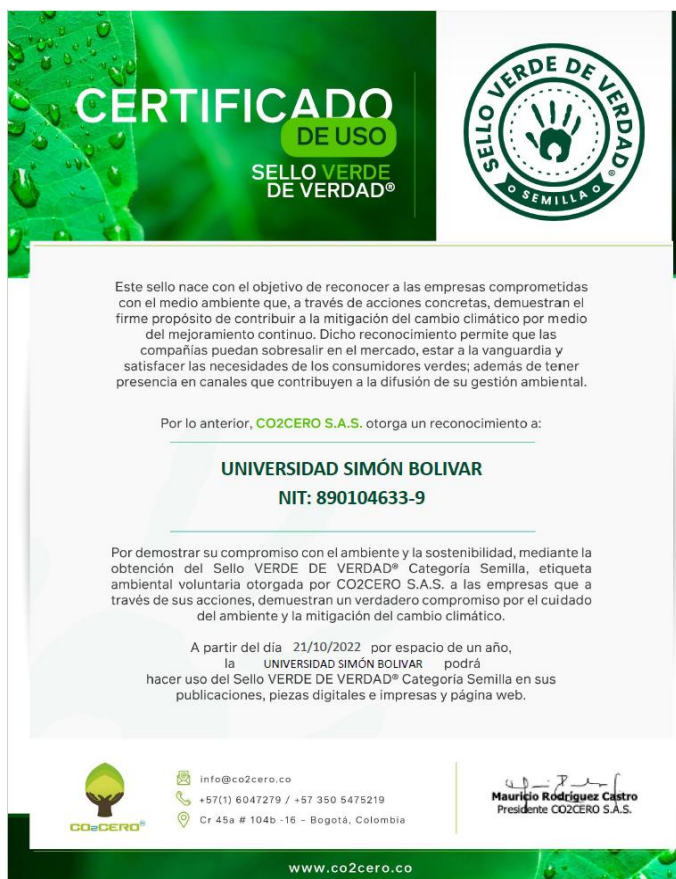 CERTIFICADO
DE USO
SELLO VERDE
DE VERDAD®
SELLO VERDE DE VERDAD®
SEMILLA
Este sello nace con el objetivo de reconocer a las empresas comprometidas
con el medio ambiente que, a través de acciones concretas, demuestran el
firme propósito de contribuir a la mitigación del cambio climático por medio
del mejoramiento continuo. Dicho reconocimiento permite que las
compañías puedan sobresalir en el mercado, estar a la vanguardia y
satisfacer las necesidades de los consumidores verdes; además de tener
presencia en canales que contribuyen a la difusión de su gestión ambiental.
Por lo anterior, CO2CERO S.A.S. otorga un reconocimiento a:
UNIVERSIDAD SIMÓN BOLIVAR
NIT: 890104633-9
Por demostrar su compromiso con el ambiente y la sostenibilidad, mediante la
obtención del Sello VERDE DE VERDAD® Categoría Semilla, etiqueta
ambiental voluntaria otorgada por CO2CERO S.A.S. a las empresas que a
través de sus acciones, demuestran un verdadero compromiso por el cuidado
del ambiente y la mitigación del cambio climático.
A partir del día 21/10/2022 por espacio de un año,
la UNIVERSIDAD SIMÓN BOLIVAR podrá
hacer uso del Sello VERDE DE VERDAD® Categoría Semilla en sus
publicaciones, piezas digitales e impresas y página web.
CO2CERO®
info@co2cero.co
+57(1) 6047279 / +57 350 5475219
Cr 45a # 104b -16 - Bogotá, Colombia
Mauricio Rodríguez Castro
Presidente CO2CERO S.A.S.
www.co2cero.co